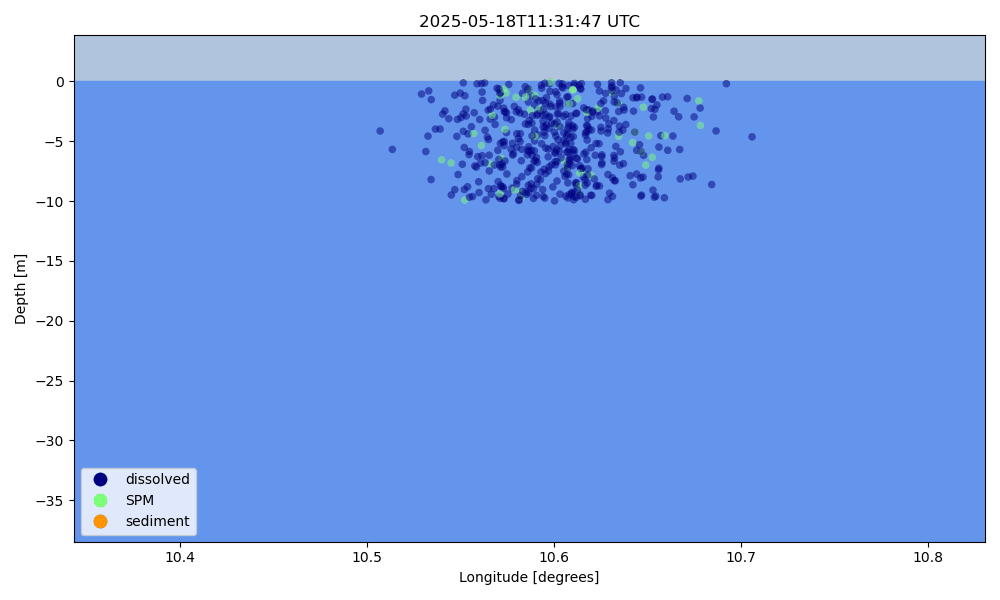 2025-05-18T11:31:47 UTC
0
−5
−10
−15
−20
−25
−30
−35
Depth [m]
dissolved
SPM
sediment
10.4 10.5 10.6 10.7 10.8
Longitude [degrees]